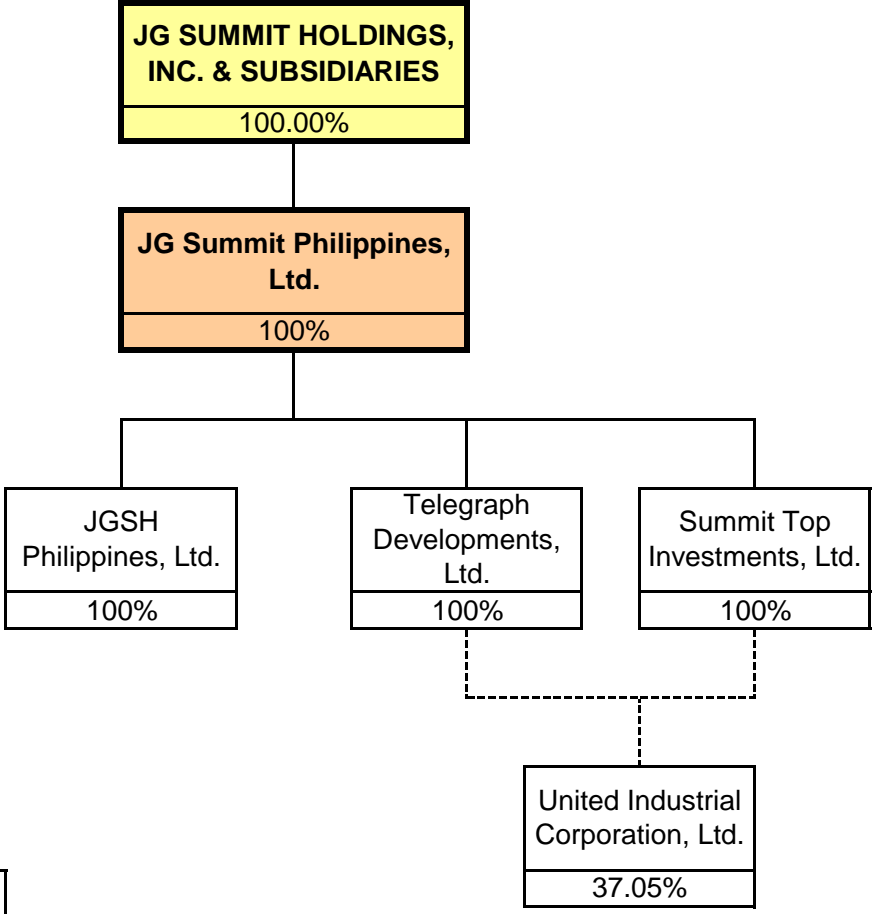 JG SUMMIT HOLDINGS,
INC. & SUBSIDIARIES
100.00%
JG Summit Philippines,
Ltd.
100%
JGSH
Philippines, Ltd.
100%
Telegraph
Developments,
Ltd.
100%
Summit Top
Investments, Ltd.
100%
United Industrial
Corporation, Ltd.
37.05%